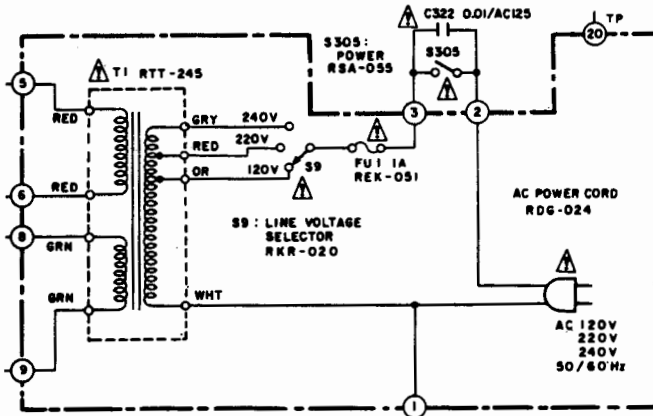 C322 0.01/AC125
S305:
POWER
RSA-055
S305
20 TP
5
T1 RTT-245
3
2
RED
GRY 240V
RED 220V
OR 120V
S9
FU1 1A
REK-051
AC POWER CORD
RDG-024
RED
6
8
GRN
S9: LINE VOLTAGE
SELECTOR
RKR-020
GRN
WHT
AC 120V
220V
240V
50/60Hz
9
1